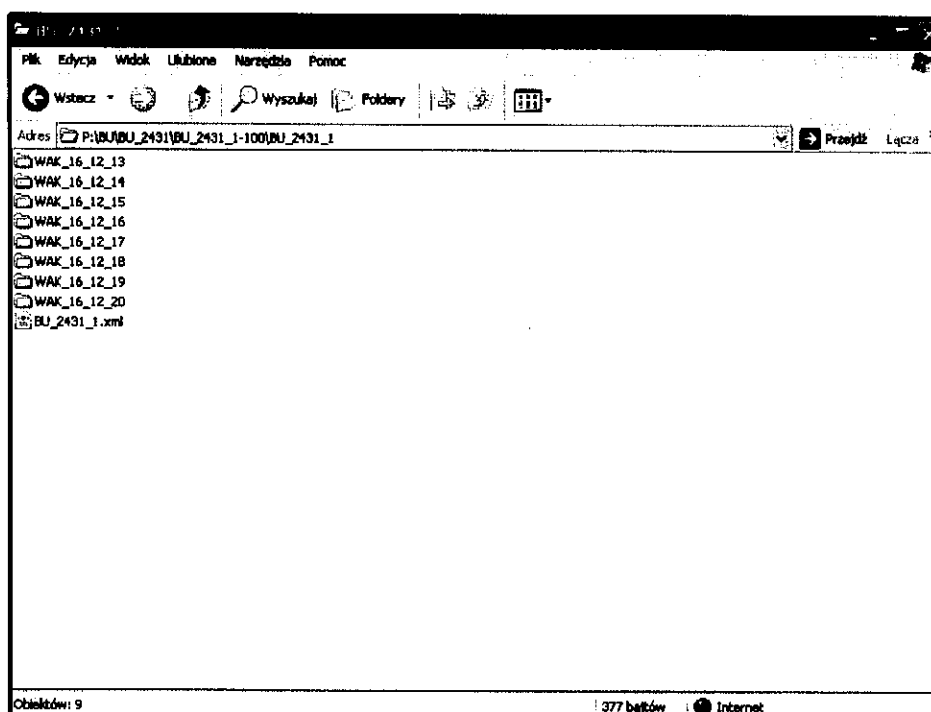 Plik Edycja Widok Ulubione Narzędzia Pomoc
Wstecz Wyszukaj Foldery
Adres P:\BU\BU_2431\BU_2431_1-100\BU_2431_1 Przejdź Łącza
WAK_16_12_13
WAK_16_12_14
WAK_16_12_15
WAK_16_12_16
WAK_16_12_17
WAK_16_12_18
WAK_16_12_19
WAK_16_12_20
BU_2431_1.xml
Obiektów: 9 377 bajtów Internet